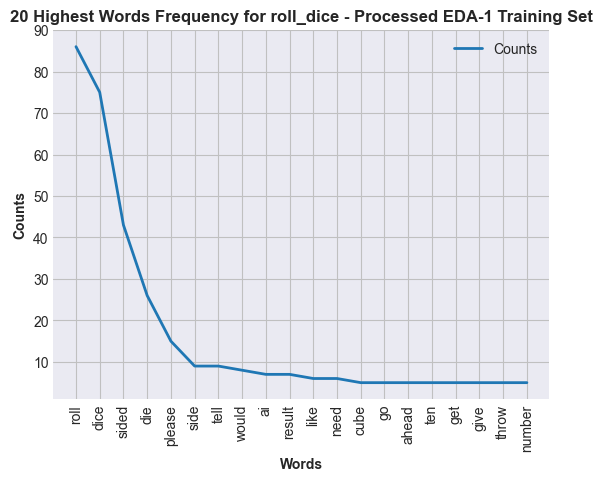 20 Highest Words Frequency for roll_dice - Processed EDA-1 Training Set
Counts
Counts
90
80
70
60
50
40
30
20
10
roll
dice
sided
die
please
side
tell
would
ai
result
like
need
cube
go
ahead
ten
get
give
throw
number
Words